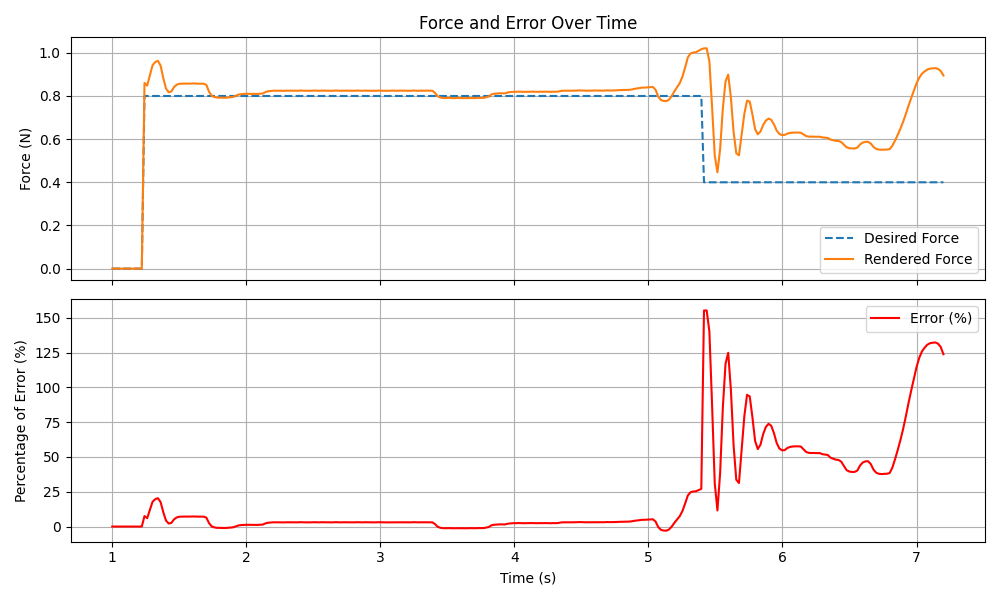 Force and Error Over Time
Force (N)
1.0
0.8
0.6
0.4
0.2
0.0
Desired Force
Rendered Force
Percentage of Error (%)
150
125
100
75
50
25
0
Error (%)
1 2 3 4 5 6 7
Time (s)